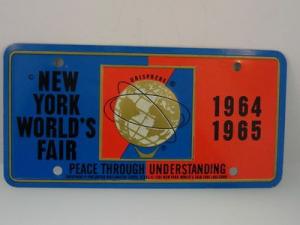 UNISPHERE ®
© NEW
YORK
WORLD'S
FAIR
1964
1965
PEACE THROUGH UNDERSTANDING